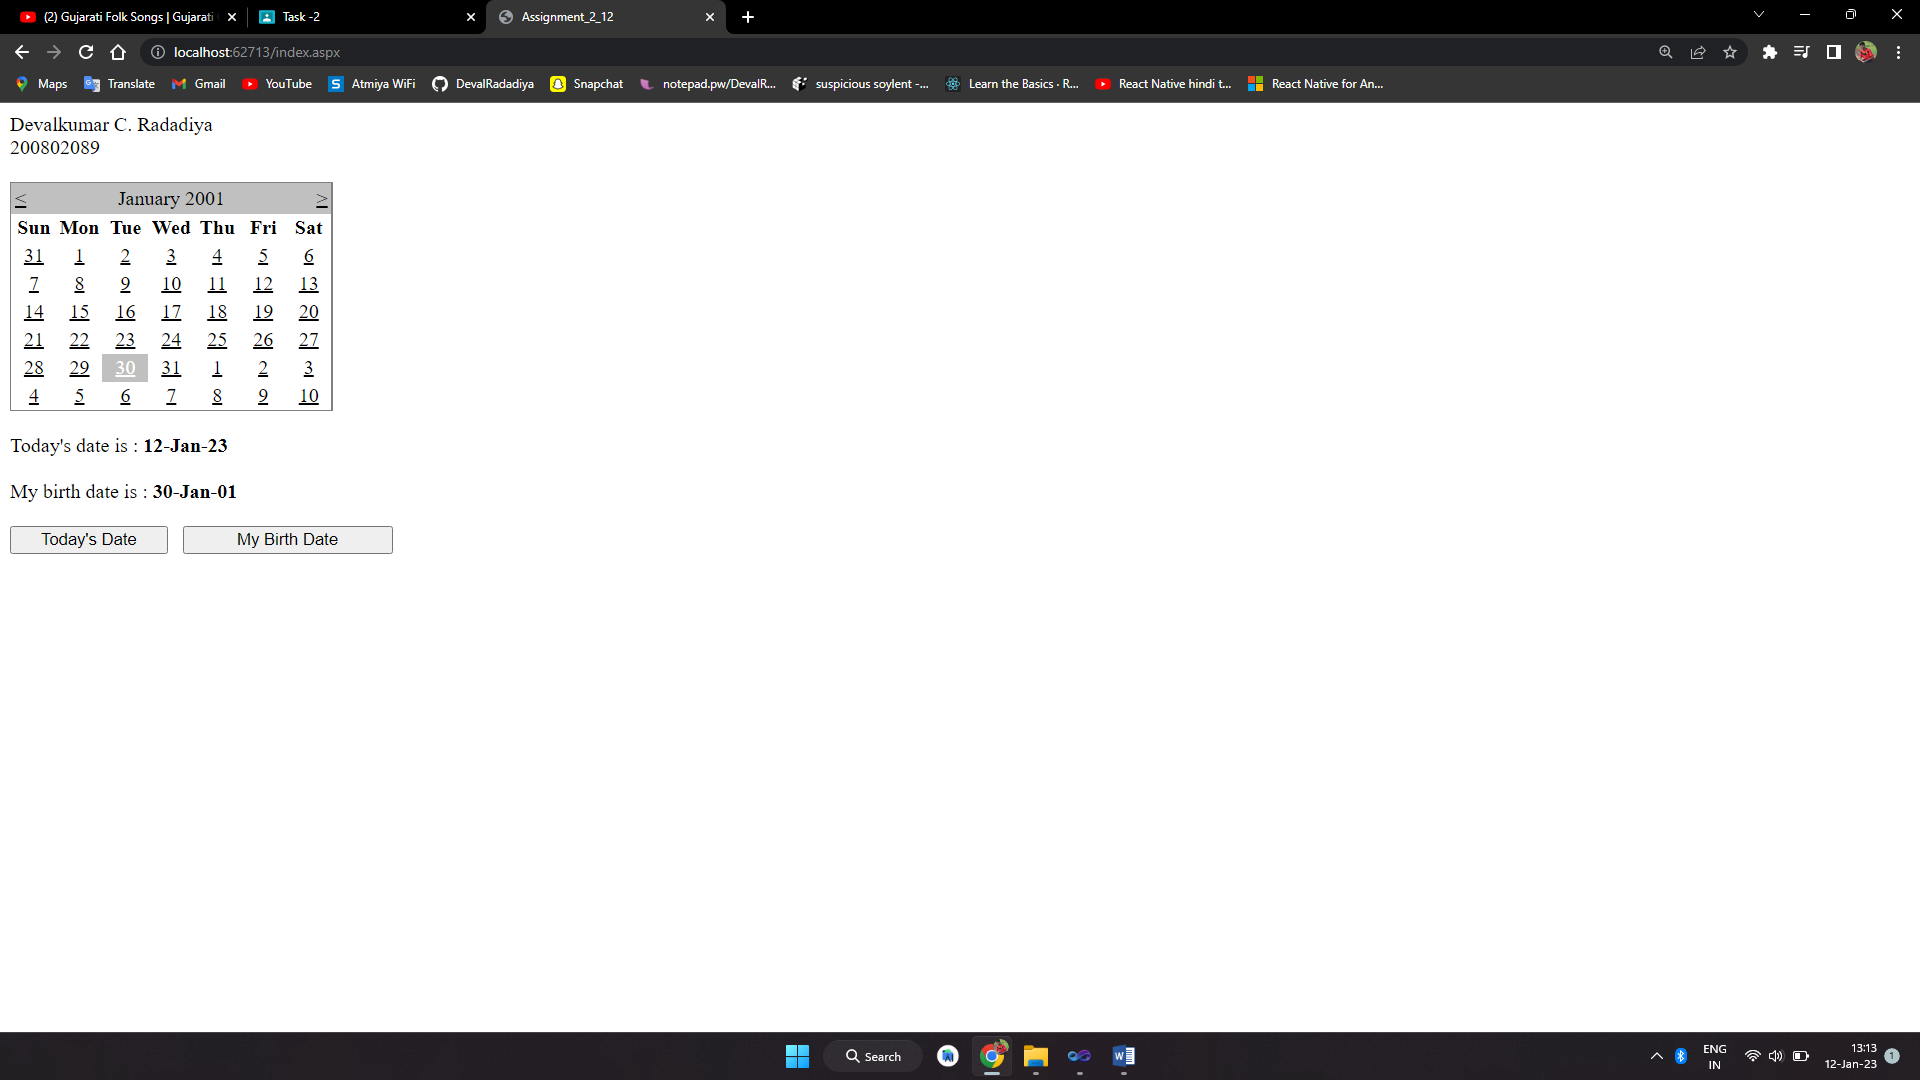 (2) Gujarati Folk Songs | Gujarati
Task -2
Assignment_2_12
localhost:62713/index.aspx
Maps
Translate
Gmail
YouTube
Atmiya WiFi
DevalRadadiya
Snapchat
notepad.pw/DevalR...
suspicious soylent -...
Learn the Basics · R...
React Native hindi t...
React Native for An...
Devalkumar C. Radadiya
200802089
< January 2001 >
Sun Mon Tue Wed Thu Fri Sat
31 1 2 3 4 5 6
7 8 9 10 11 12 13
14 15 16 17 18 19 20
21 22 23 24 25 26 27
28 29 30 31 1 2 3
4 5 6 7 8 9 10
Today's date is : 12-Jan-23
My birth date is : 30-Jan-01
Today's Date My Birth Date
Search
ENG
IN
13:13
12-Jan-23
1